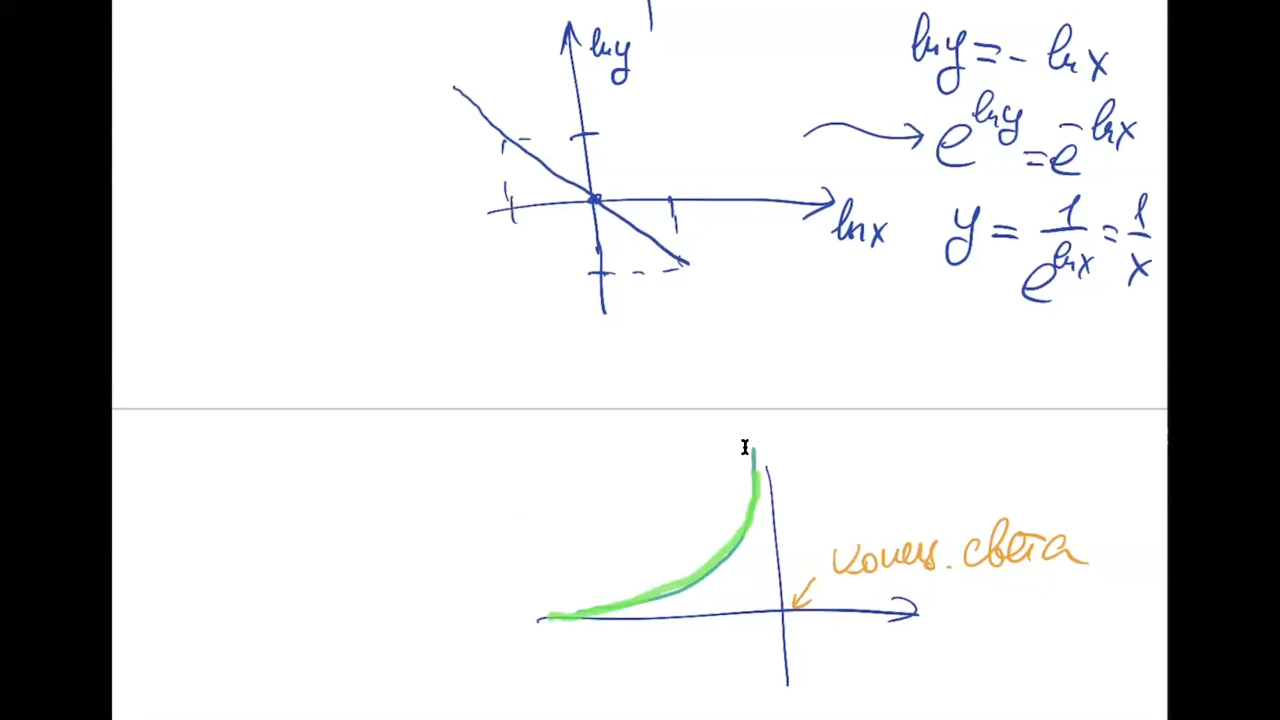 ln y
ln x
ln y = - ln x
e^{ln y} = e^{-ln x}
y = 1/e^{ln x} = 1/x
конец. света